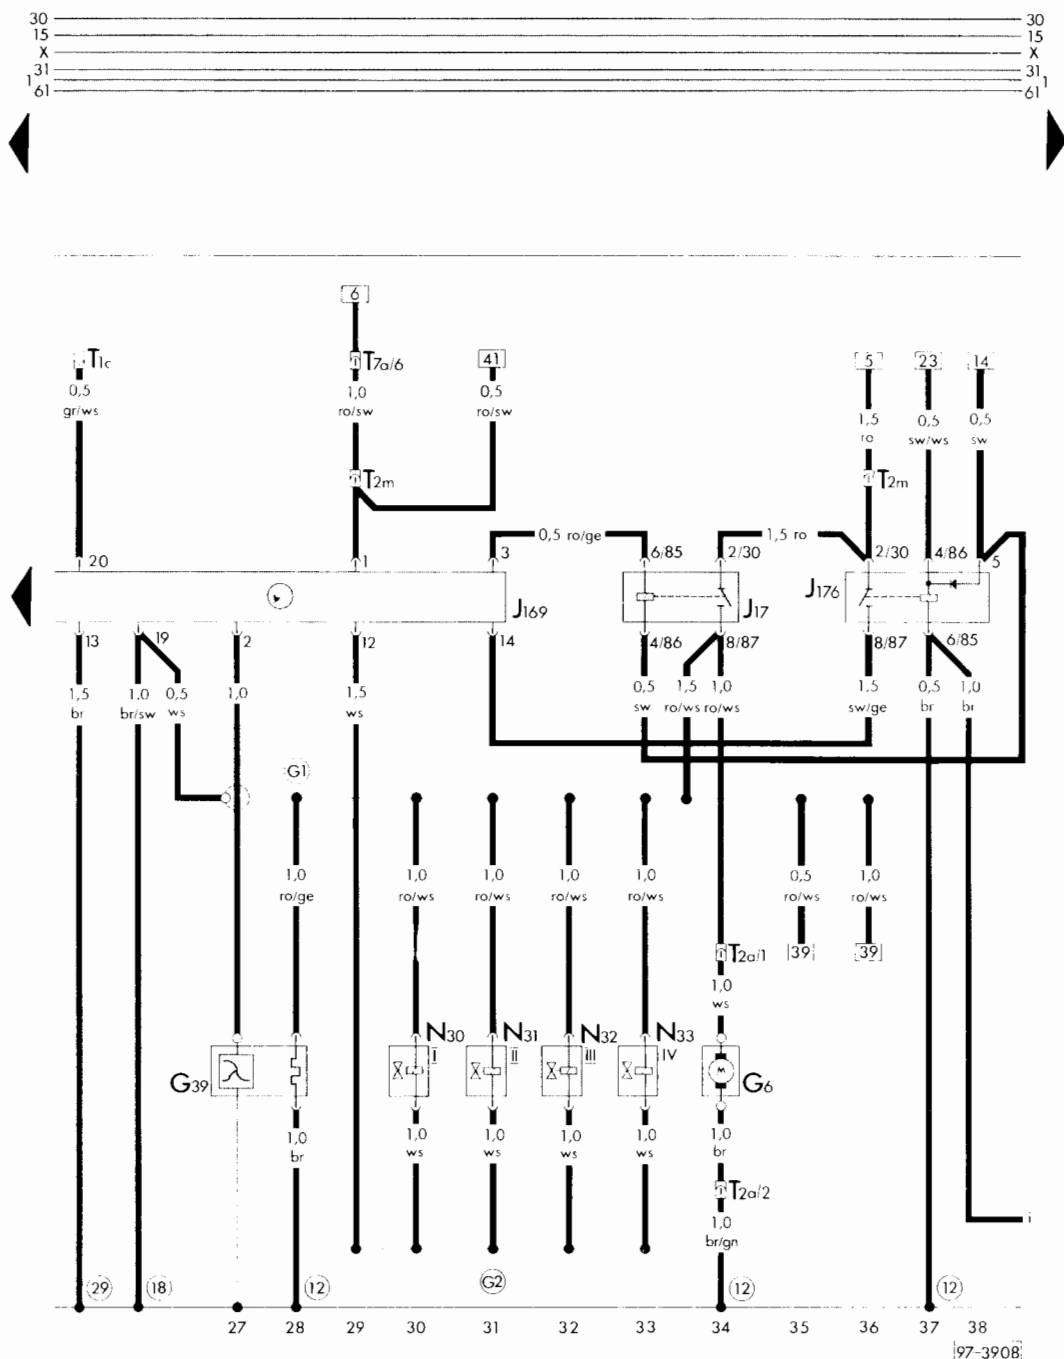 30 30
15 15
X X
31 31
1 1
61 61
6
T1c T7a/6 41 5 23 14
0,5 1,0 0,5 1,5 0,5 0,5
gr/ws ro/sw ro/sw ro sw/ws sw
T2m T2m
0,5 ro/ge 1,5 ro
20 1 3 6/85 2/30 2/30 4/86 5
J169 J17 J176
13 19 2 12 14 4/86 8/87 8/87 6/85
1,5 1,0 0,5 1,0 1,5 0,5 1,5 1,0 1,5 0,5 1,0
br br/sw ws ws sw ro/ws ro/ws sw/ge br br
G1
1,0 1,0 1,0 1,0 1,0 0,5 1,0
ro/ge ro/ws ro/ws ro/ws ro/ws ro/ws ro/ws
T2a/1 39 39
1,0
ws
N30 N31 N32 N33
I II III IV
G39 M G6
1,0 1,0 1,0 1,0 1,0 1,0
br ws ws ws ws br
T2a/2
1,0
br/gn
i
G2
29 18 12 12 12
27 28 29 30 31 32 33 34 35 36 37 38
97-3908